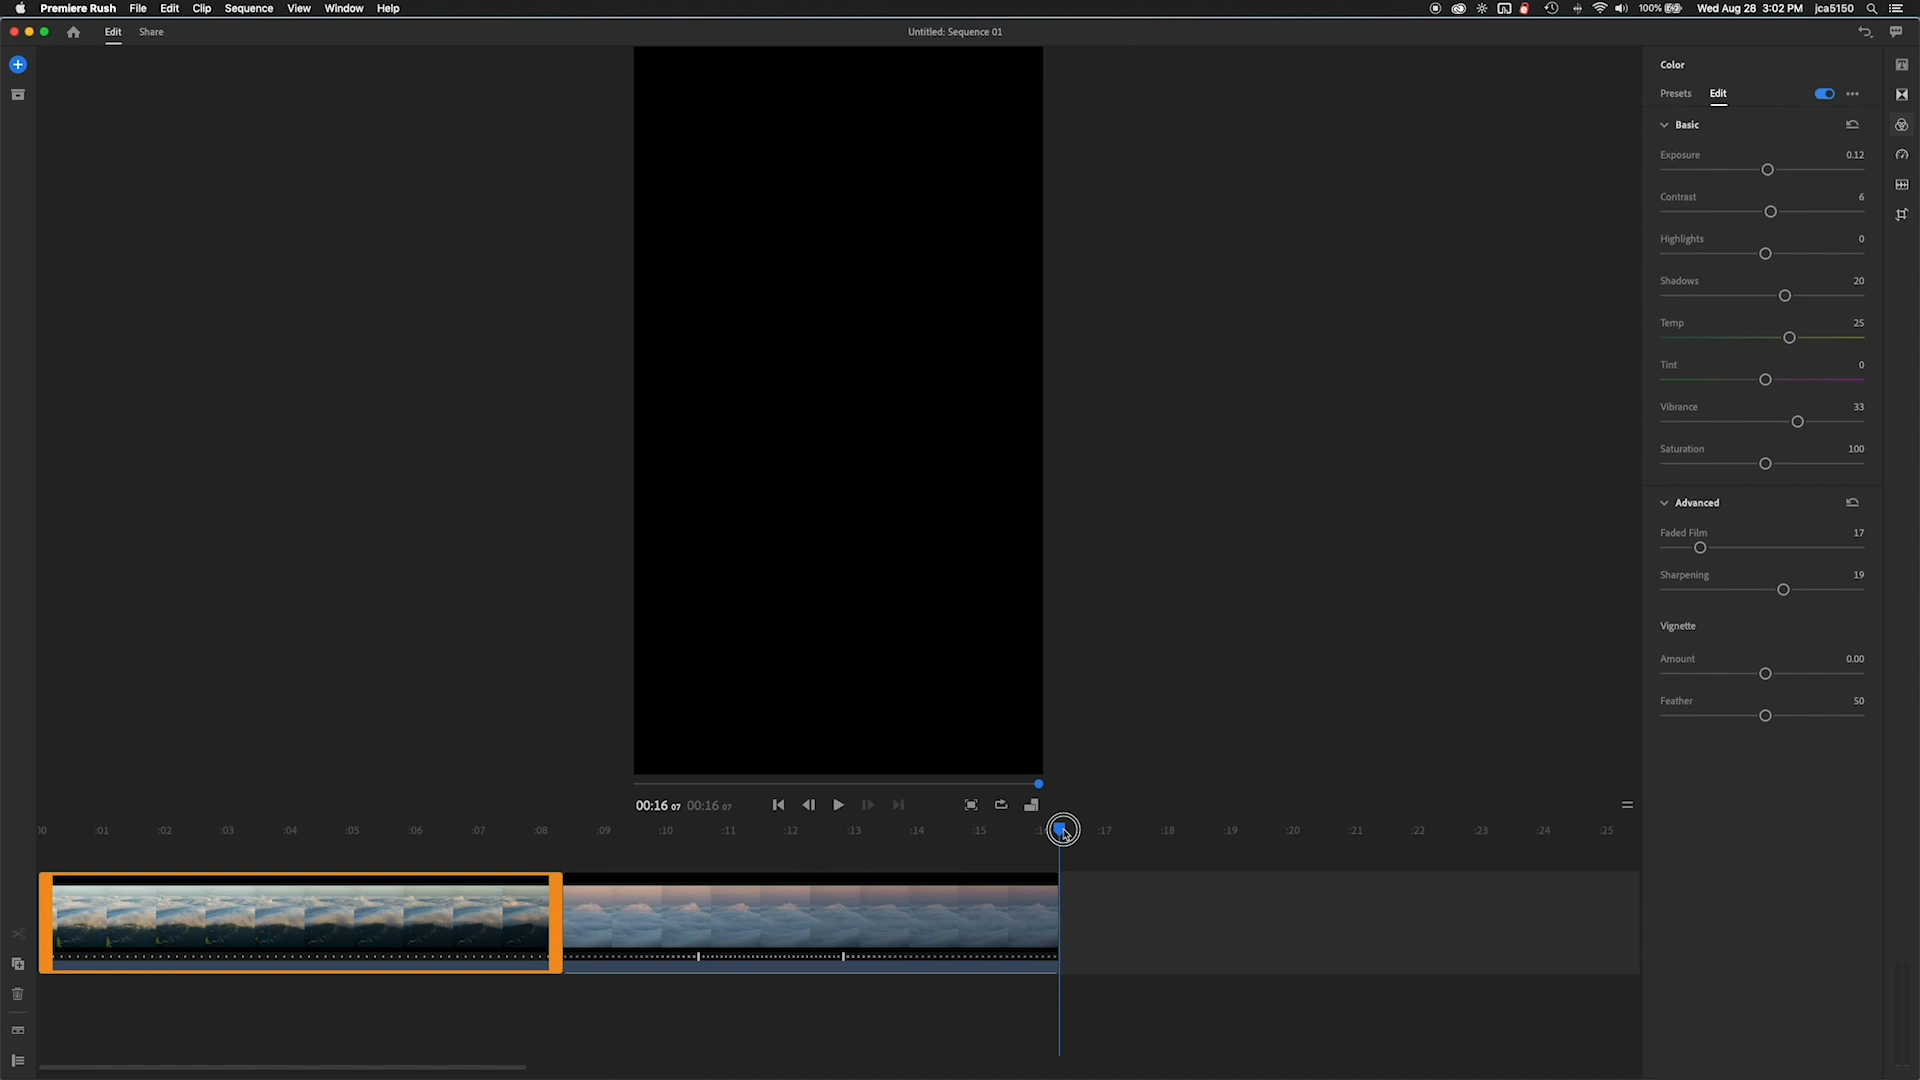 Premiere Rush File Edit Clip Sequence View Window Help
100% Wed Aug 28 3:02 PM jca5150
Edit Share
Untitled: Sequence 01
Color
Presets Edit
Basic
Exposure 0.12
Contrast 6
Highlights 0
Shadows 20
Temp 25
Tint 0
Vibrance 33
Saturation 100
Advanced
Faded Film 17
Sharpening 19
Vignette
Amount 0.00
Feather 50
00:16 07 00:16 07
:01 :02 :03 :04 :05 :06 :07 :08 :09 :10 :11 :12 :13 :14 :15 :17 :18 :19 :20 :21 :22 :23 :24 :25